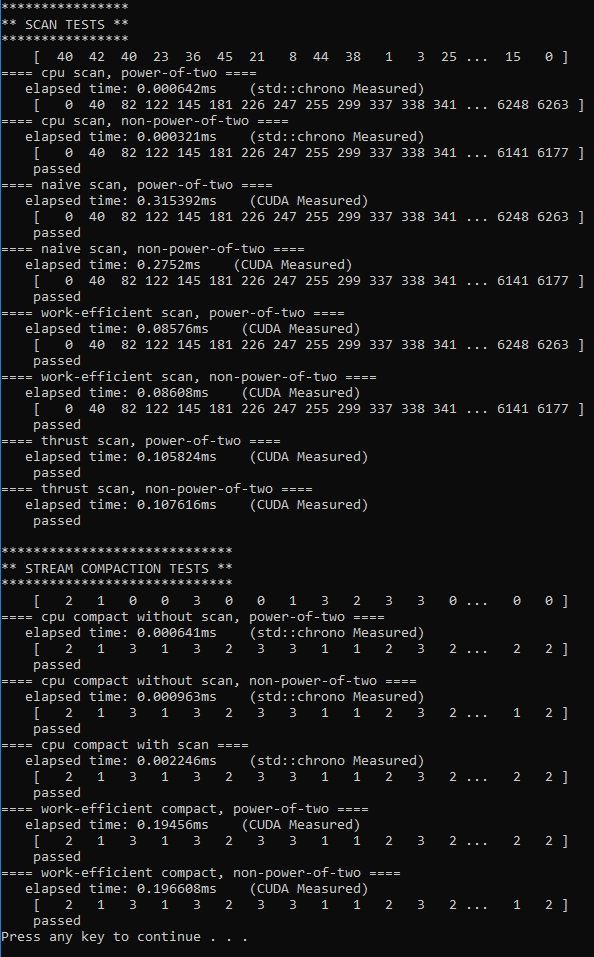 ****************
** SCAN TESTS **
****************
    [  40  42  40  23  36  45  21   8  44  38   1   3  25 ...  15   0 ]
==== cpu scan, power-of-two ====
   elapsed time: 0.000642ms    (std::chrono Measured)
    [   0  40  82 122 145 181 226 247 255 299 337 338 341 ... 6248 6263 ]
==== cpu scan, non-power-of-two ====
   elapsed time: 0.000321ms    (std::chrono Measured)
    [   0  40  82 122 145 181 226 247 255 299 337 338 341 ... 6141 6177 ]
    passed
==== naive scan, power-of-two ====
   elapsed time: 0.315392ms    (CUDA Measured)
    [   0  40  82 122 145 181 226 247 255 299 337 338 341 ... 6248 6263 ]
    passed
==== naive scan, non-power-of-two ====
   elapsed time: 0.2752ms    (CUDA Measured)
    [   0  40  82 122 145 181 226 247 255 299 337 338 341 ... 6141 6177 ]
    passed
==== work-efficient scan, power-of-two ====
   elapsed time: 0.08576ms    (CUDA Measured)
    [   0  40  82 122 145 181 226 247 255 299 337 338 341 ... 6248 6263 ]
    passed
==== work-efficient scan, non-power-of-two ====
   elapsed time: 0.08608ms    (CUDA Measured)
    [   0  40  82 122 145 181 226 247 255 299 337 338 341 ... 6141 6177 ]
    passed
==== thrust scan, power-of-two ====
   elapsed time: 0.105824ms    (CUDA Measured)
    passed
==== thrust scan, non-power-of-two ====
   elapsed time: 0.107616ms    (CUDA Measured)
    passed

*****************************
** STREAM COMPACTION TESTS **
*****************************
    [   2   1   0   0   3   0   0   1   3   2   3   3   0 ...   0   0 ]
==== cpu compact without scan, power-of-two ====
   elapsed time: 0.000641ms    (std::chrono Measured)
    [   2   1   3   1   3   2   3   3   1   1   2   3   2 ...   2   2 ]
    passed
==== cpu compact without scan, non-power-of-two ====
   elapsed time: 0.000963ms    (std::chrono Measured)
    [   2   1   3   1   3   2   3   3   1   1   2   3   2 ...   1   2 ]
    passed
==== cpu compact with scan ====
   elapsed time: 0.002246ms    (std::chrono Measured)
    [   2   1   3   1   3   2   3   3   1   1   2   3   2 ...   2   2 ]
    passed
==== work-efficient compact, power-of-two ====
   elapsed time: 0.19456ms    (CUDA Measured)
    [   2   1   3   1   3   2   3   3   1   1   2   3   2 ...   2   2 ]
    passed
==== work-efficient compact, non-power-of-two ====
   elapsed time: 0.196608ms    (CUDA Measured)
    [   2   1   3   1   3   2   3   3   1   1   2   3   2 ...   1   2 ]
    passed
Press any key to continue . . .